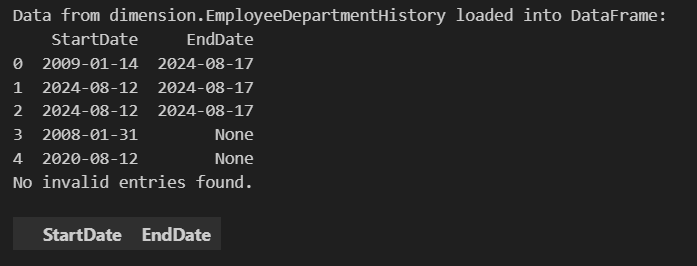 Data from dimension.EmployeeDepartmentHistory loaded into DataFrame:
StartDate EndDate
0 2009-01-14 2024-08-17
1 2024-08-12 2024-08-17
2 2024-08-12 2024-08-17
3 2008-01-31 None
4 2020-08-12 None
No invalid entries found.
StartDate EndDate